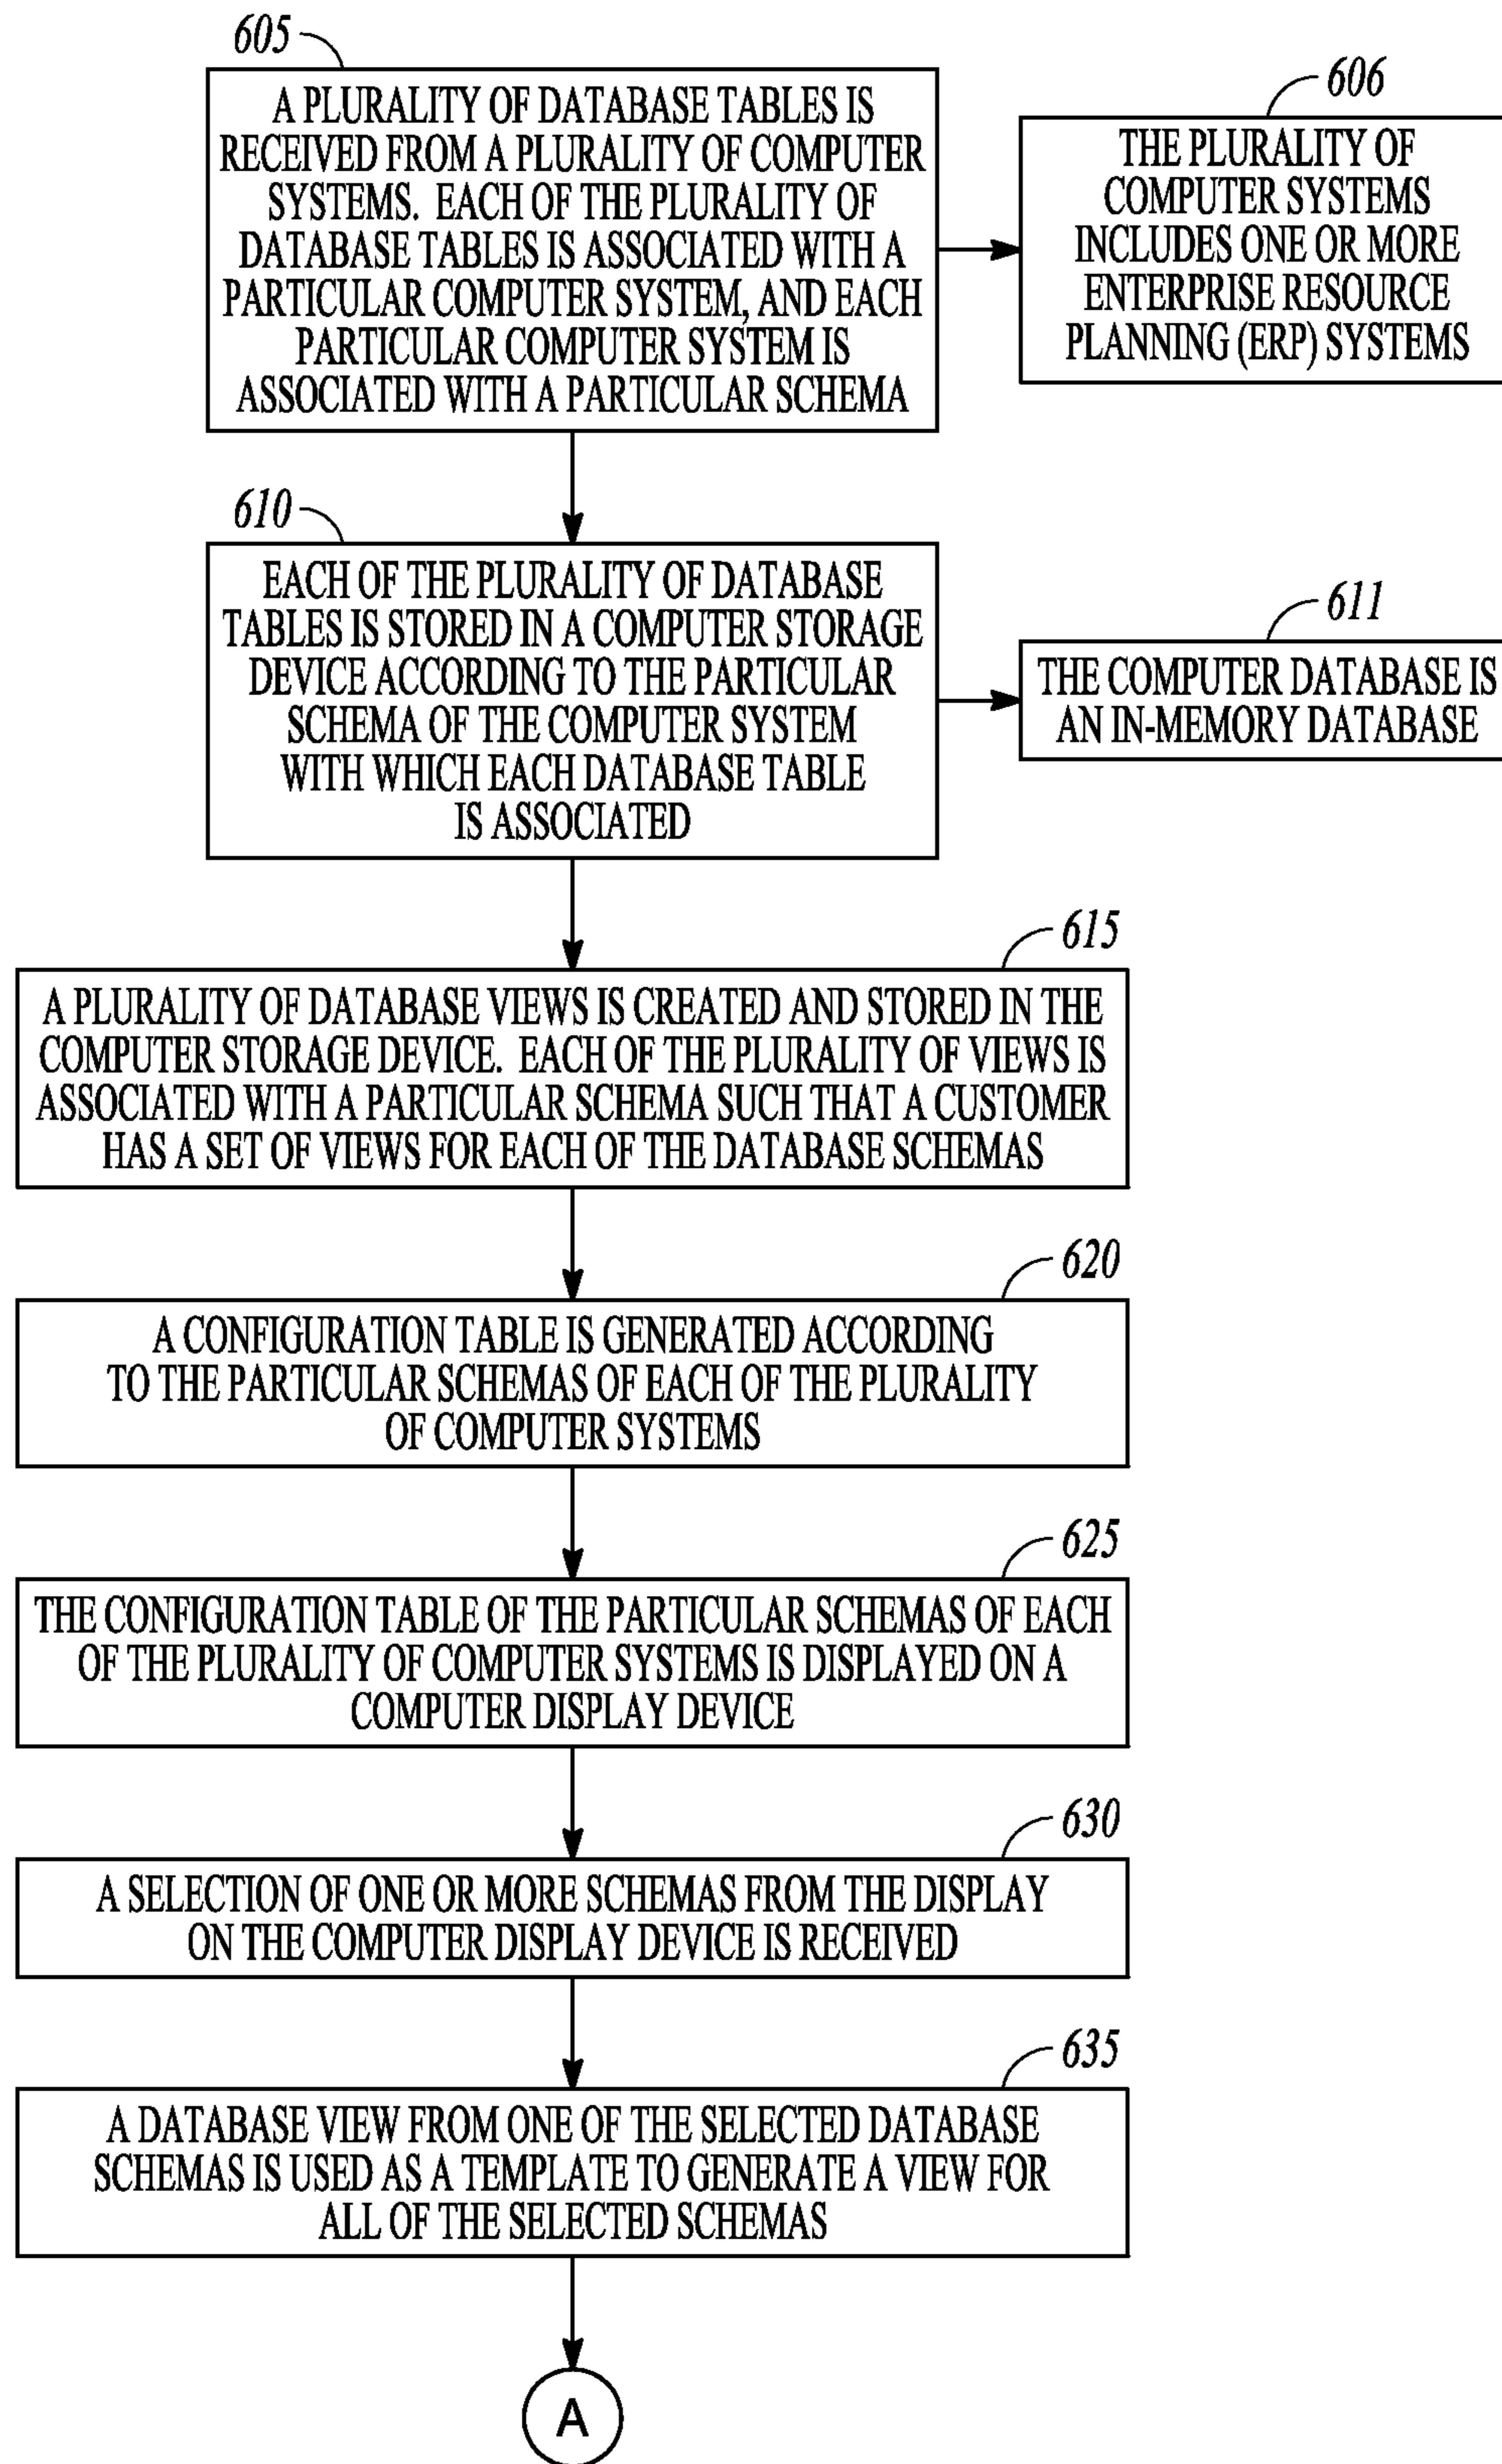 605
A PLURALITY OF DATABASE TABLES IS
RECEIVED FROM A PLURALITY OF COMPUTER
SYSTEMS. EACH OF THE PLURALITY OF
DATABASE TABLES IS ASSOCIATED WITH A
PARTICULAR COMPUTER SYSTEM, AND EACH
PARTICULAR COMPUTER SYSTEM IS
ASSOCIATED WITH A PARTICULAR SCHEMA
606
THE PLURALITY OF
COMPUTER SYSTEMS
INCLUDES ONE OR MORE
ENTERPRISE RESOURCE
PLANNING (ERP) SYSTEMS
610
EACH OF THE PLURALITY OF DATABASE
TABLES IS STORED IN A COMPUTER STORAGE
DEVICE ACCORDING TO THE PARTICULAR
SCHEMA OF THE COMPUTER SYSTEM
WITH WHICH EACH DATABASE TABLE
IS ASSOCIATED
611
THE COMPUTER DATABASE IS
AN IN-MEMORY DATABASE
615
A PLURALITY OF DATABASE VIEWS IS CREATED AND STORED IN THE
COMPUTER STORAGE DEVICE. EACH OF THE PLURALITY OF VIEWS IS
ASSOCIATED WITH A PARTICULAR SCHEMA SUCH THAT A CUSTOMER
HAS A SET OF VIEWS FOR EACH OF THE DATABASE SCHEMAS
620
A CONFIGURATION TABLE IS GENERATED ACCORDING
TO THE PARTICULAR SCHEMAS OF EACH OF THE PLURALITY
OF COMPUTER SYSTEMS
625
THE CONFIGURATION TABLE OF THE PARTICULAR SCHEMAS OF EACH
OF THE PLURALITY OF COMPUTER SYSTEMS IS DISPLAYED ON A
COMPUTER DISPLAY DEVICE
630
A SELECTION OF ONE OR MORE SCHEMAS FROM THE DISPLAY
ON THE COMPUTER DISPLAY DEVICE IS RECEIVED
635
A DATABASE VIEW FROM ONE OF THE SELECTED DATABASE
SCHEMAS IS USED AS A TEMPLATE TO GENERATE A VIEW FOR
ALL OF THE SELECTED SCHEMAS
A